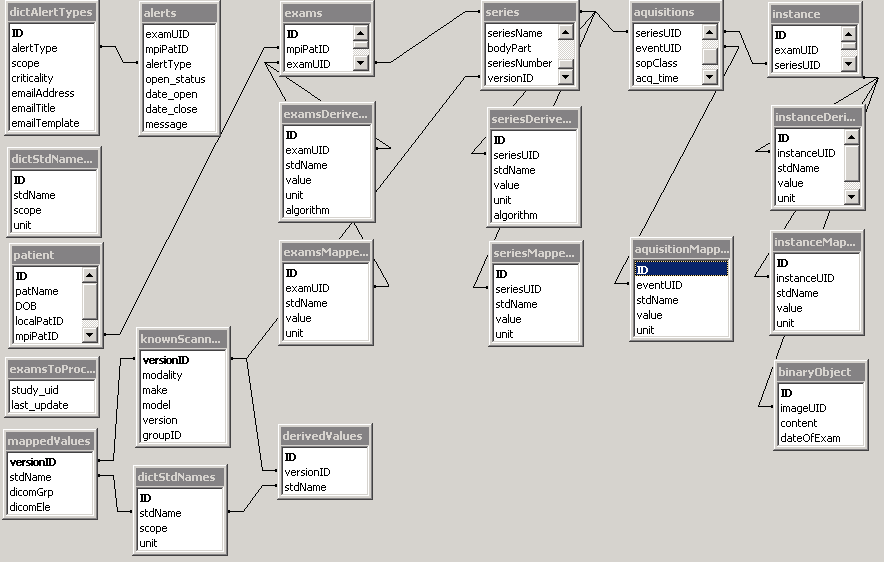 dictAlertTypes
ID
alertType
scope
criticality
emailAddress
emailTitle
emailTemplate
alerts
examUID
mpiPatID
alertType
open_status
date_open
date_close
message
exams
ID
mpiPatID
examUID
series
seriesName
bodyPart
seriesNumber
versionID
aquisitions
seriesUID
eventUID
sopClass
acq_time
instance
ID
examUID
seriesUID
examsDerive...
ID
examUID
stdName
value
unit
algorithm
seriesDerive...
ID
seriesUID
stdName
value
unit
algorithm
instanceDeri...
ID
instanceUID
stdName
value
unit
dictStdName...
ID
stdName
scope
unit
patient
ID
patName
DOB
localPatID
mpiPatID
examsMappe...
ID
examUID
stdName
value
unit
seriesMappe...
ID
seriesUID
stdName
value
unit
aquisitionMapp...
ID
eventUID
stdName
value
unit
instanceMap...
ID
instanceUID
stdName
value
unit
examsToProc...
study_uid
last_update
knownScann...
versionID
modality
make
model
version
groupID
binaryObject
ID
imageUID
content
dateOfExam
mappedValues
versionID
stdName
dicomGrp
dicomEle
dictStdNames
ID
stdName
scope
unit
derivedValues
ID
versionID
stdName